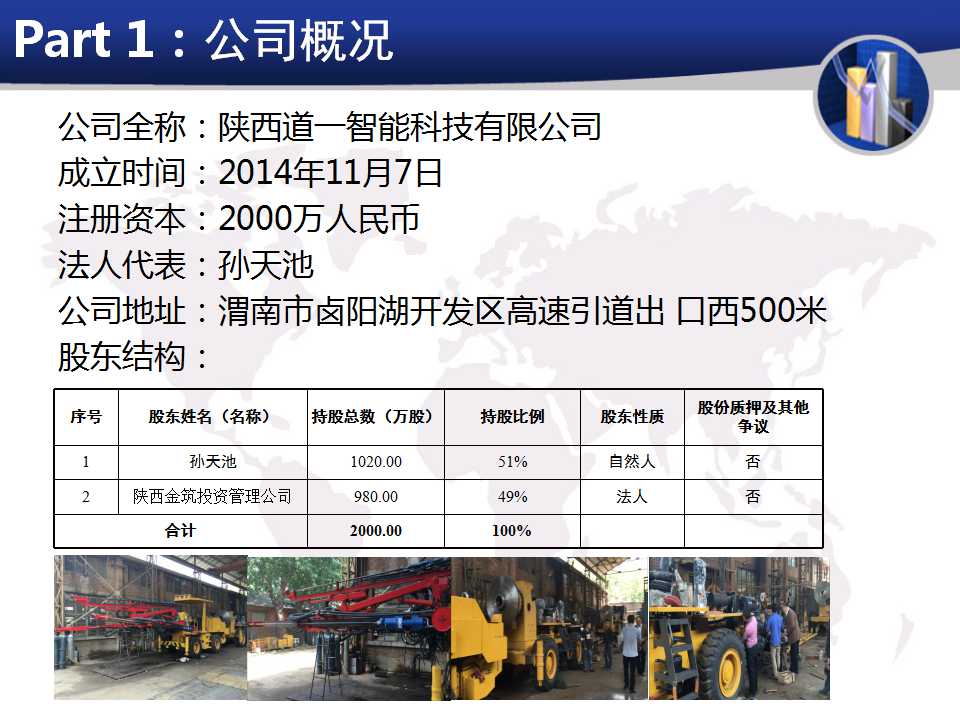 Part 1：公司概况
公司全称：陕西道一智能科技有限公司
成立时间：2014年11月7日
注册资本：2000万人民币
法人代表：孙天池
公司地址：渭南市卤阳湖开发区高速引道出 口西500米
股东结构：
序号 股东姓名（名称） 持股总数（万股） 持股比例 股东性质 股份质押及其他
争议
1 孙天池 1020.00 51% 自然人 否
2 陕西金筑投资管理公司 980.00 49% 法人 否
合计 2000.00 100%